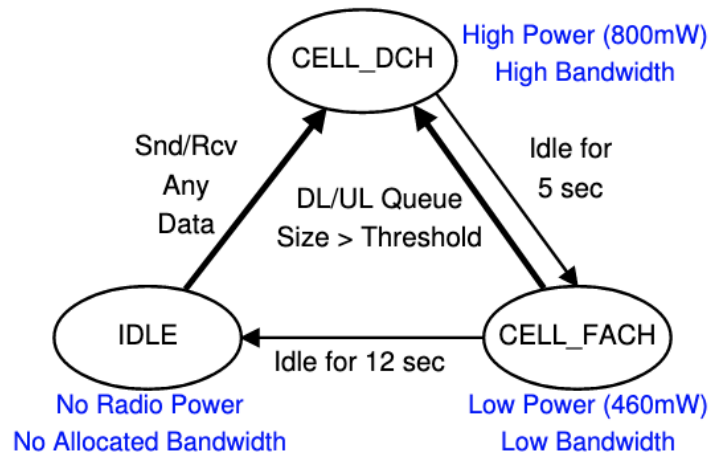 CELL_DCH
High Power (800mW)
High Bandwidth
Snd/Rcv
Any
Data
DL/UL Queue
Size > Threshold
Idle for
5 sec
IDLE
CELL_FACH
Idle for 12 sec
No Radio Power
No Allocated Bandwidth
Low Power (460mW)
Low Bandwidth